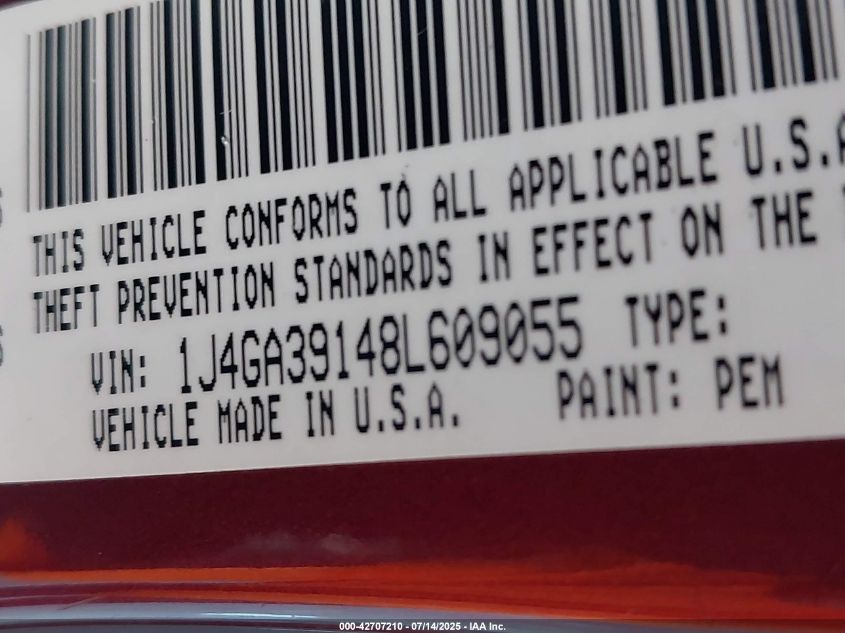 THIS VEHICLE CONFORMS TO ALL APPLICABLE U.S.A
THEFT PREVENTION STANDARDS IN EFFECT ON THE
VIN: 1J4GA39148L609055 TYPE:
VEHICLE MADE IN U.S.A. PAINT: PEM
000-42707210 - 07/14/2025 - IAA Inc.